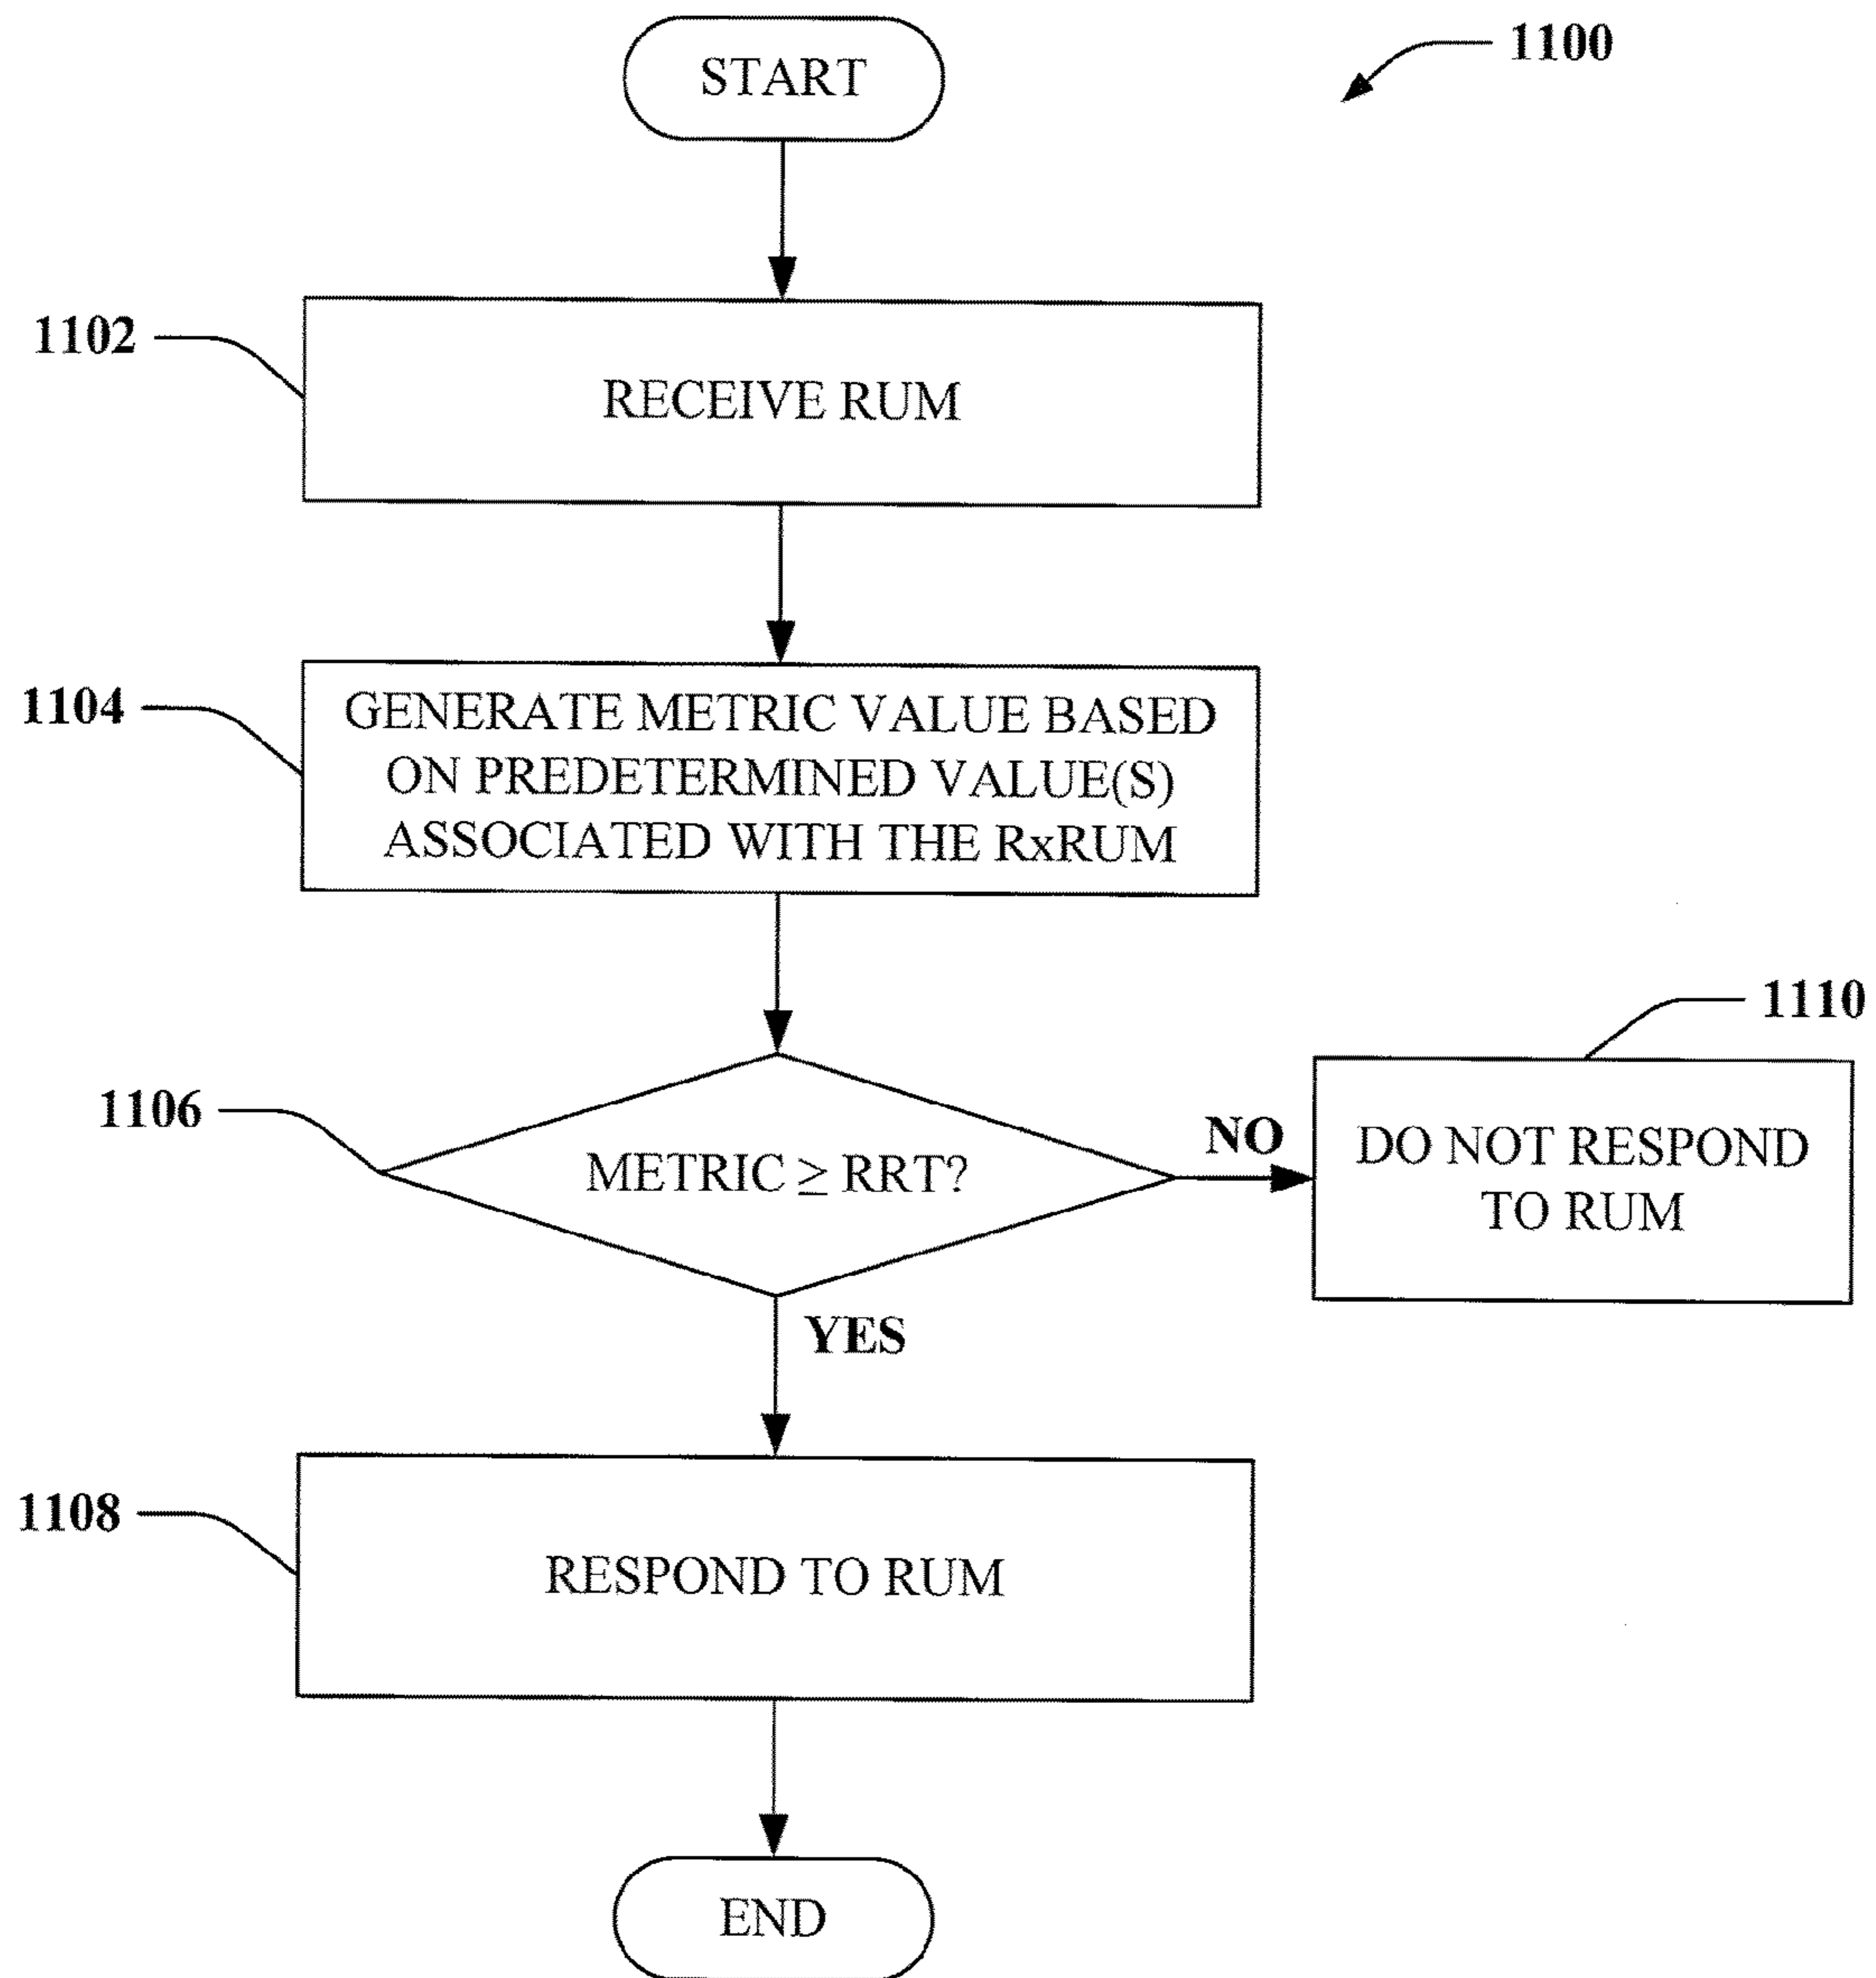 START
1100
1102
RECEIVE RUM
1104
GENERATE METRIC VALUE BASED
ON PREDETERMINED VALUE(S)
ASSOCIATED WITH THE RxRUM
1110
1106
METRIC ≥ RRT?
NO
DO NOT RESPOND
TO RUM
YES
1108
RESPOND TO RUM
END